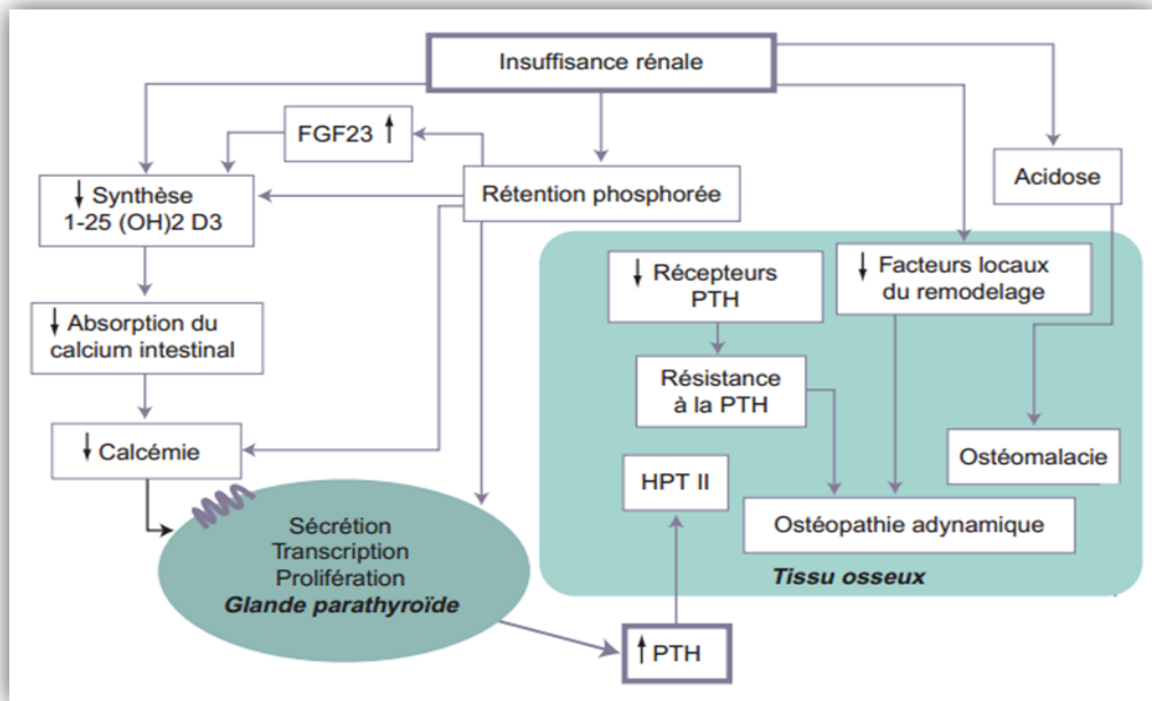 Insuffisance rénale
FGF23 ↑
Rétention phosphorée
Acidose
↓ Synthèse
1-25 (OH)2 D3
↓ Récepteurs
PTH
↓ Facteurs locaux
du remodelage
↓ Absorption du
calcium intestinal
Résistance
à la PTH
↓ Calcémie
Ostéomalacie
HPT II
Ostéopathie adynamique
Tissu osseux
Sécrétion
Transcription
Prolifération
Glande parathyroïde
↑ PTH